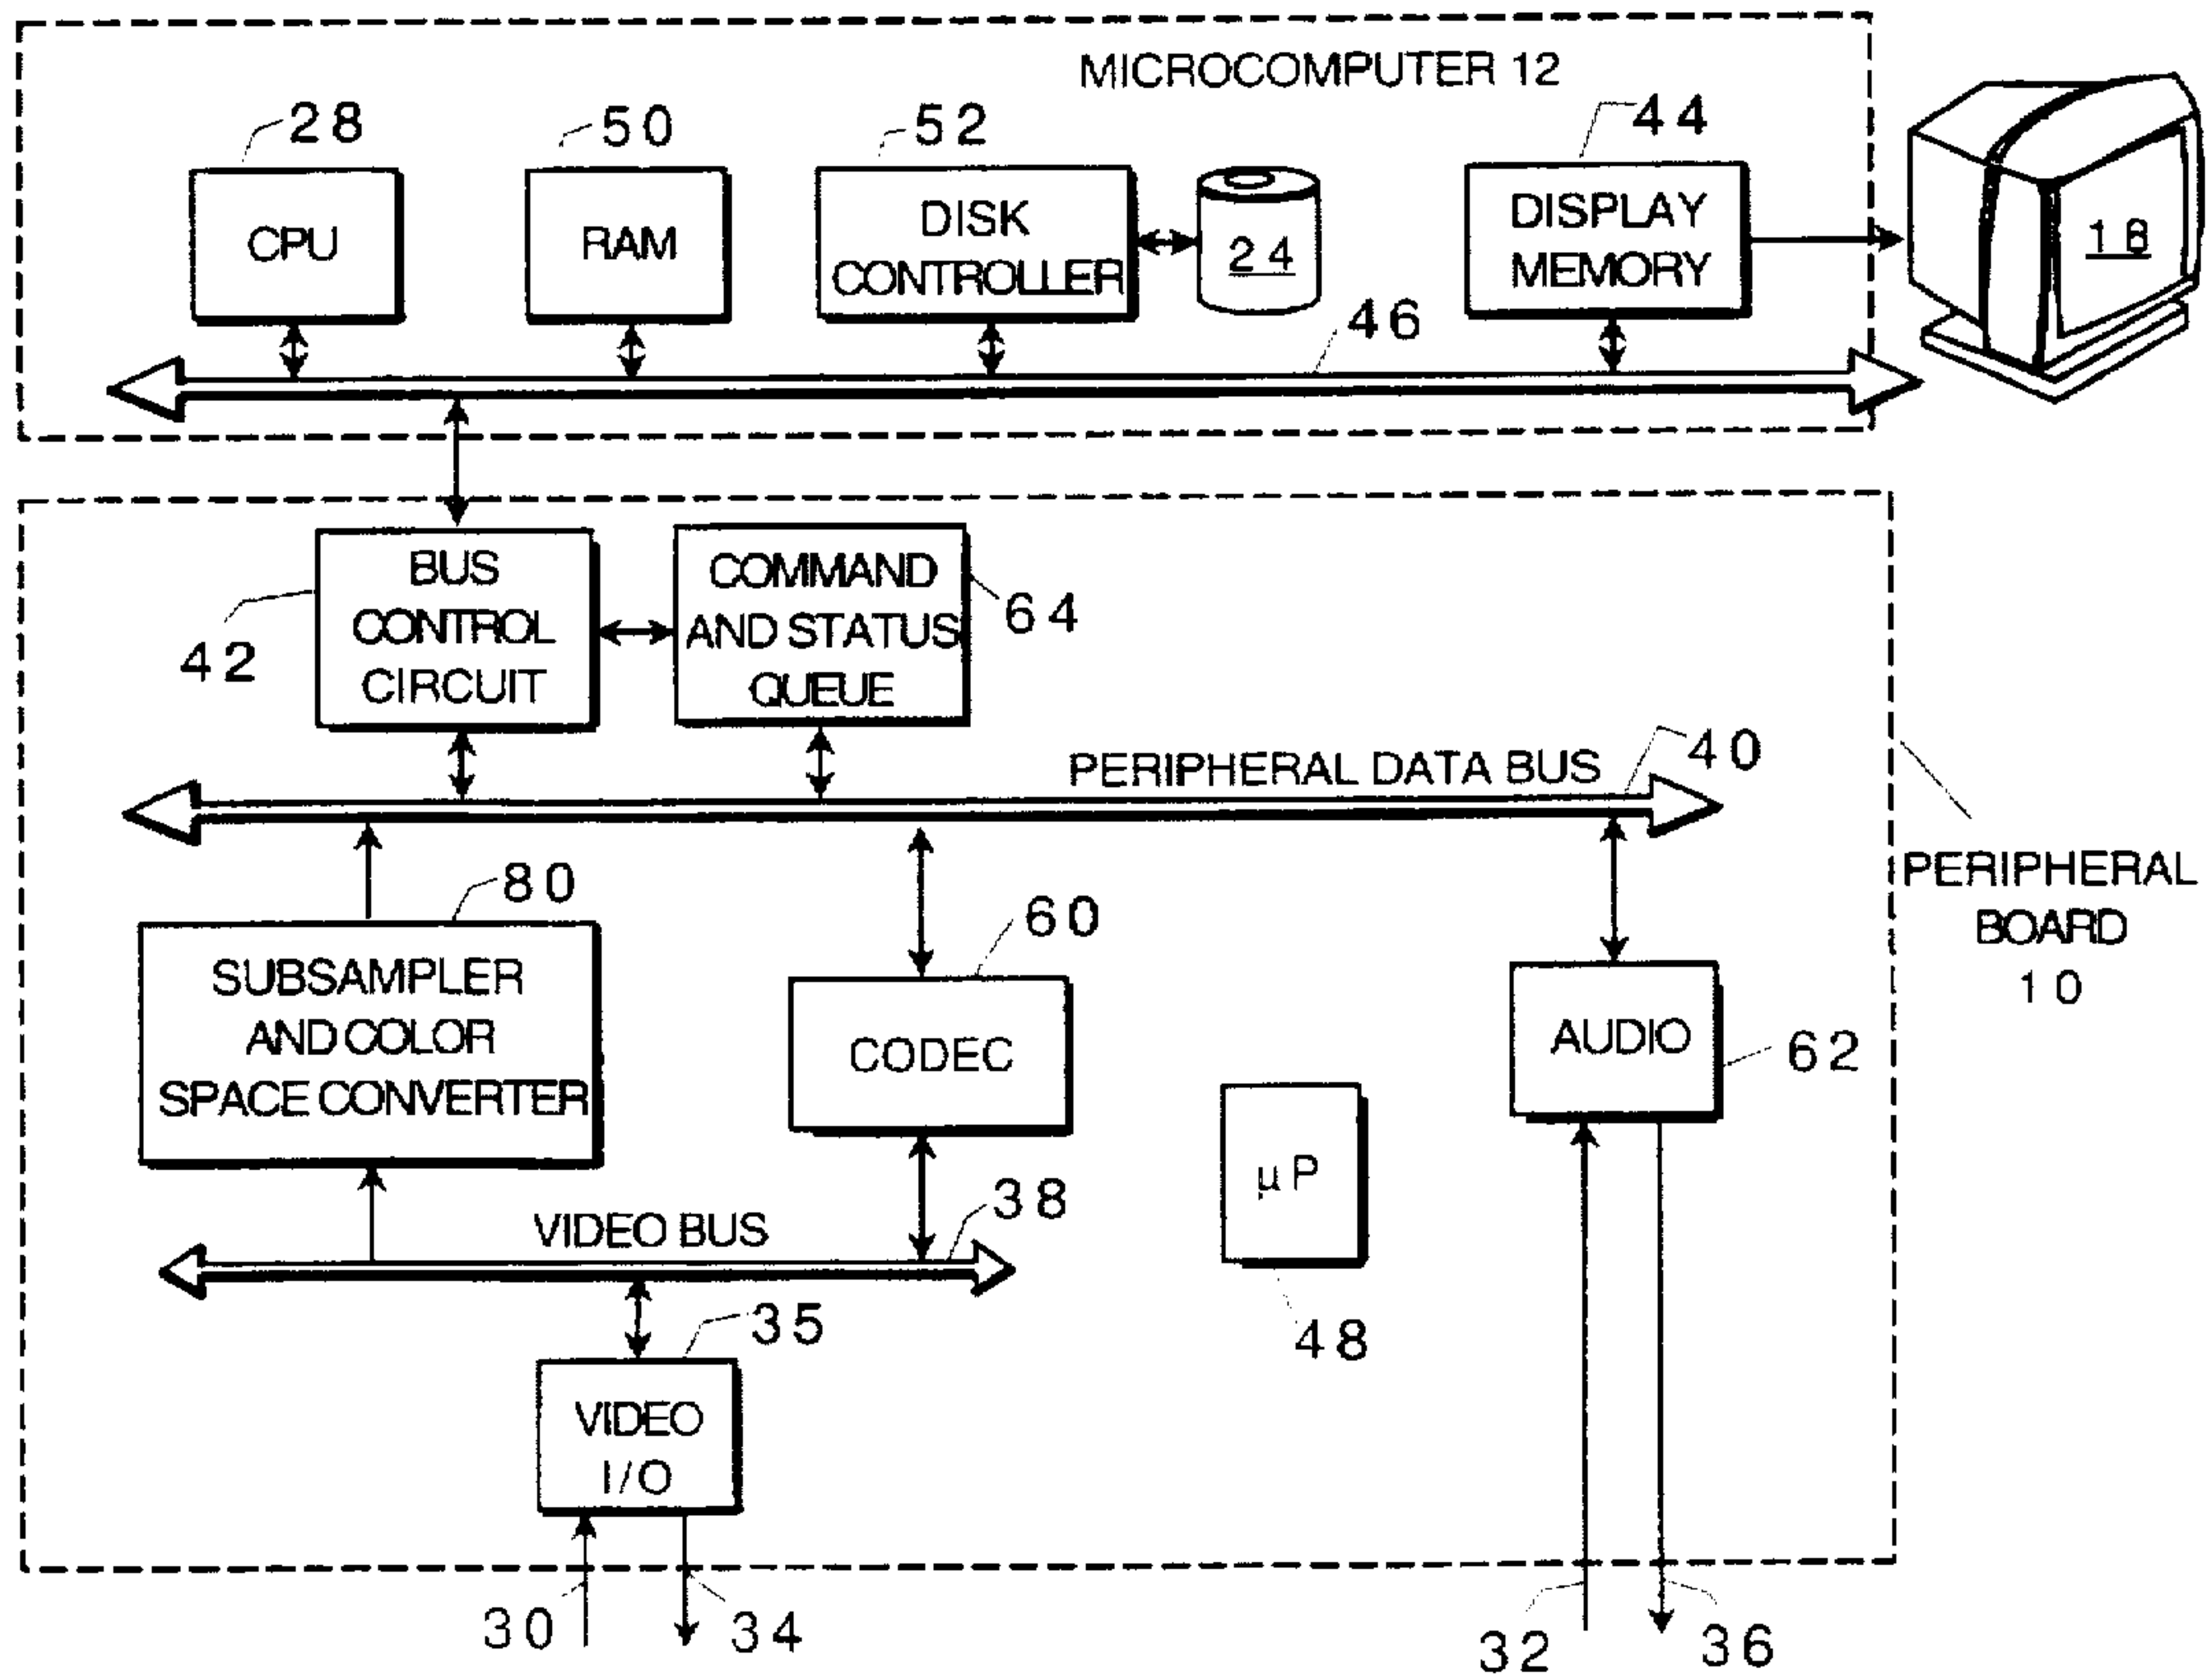 MICROCOMPUTER 12
28
50
52
44
CPU
RAM
DISK
CONTROLLER
24
DISPLAY
MEMORY
18
46
BUS
CONTROL
CIRCUIT
42
COMMAND
AND STATUS
QUEUE
64
PERIPHERAL DATA BUS
40
PERIPHERAL
BOARD
10
80
SUBSAMPLER
AND COLOR
SPACE CONVERTER
60
CODEC
AUDIO
62
µP
48
VIDEO BUS
38
35
VIDEO
I/O
30
34
32
36